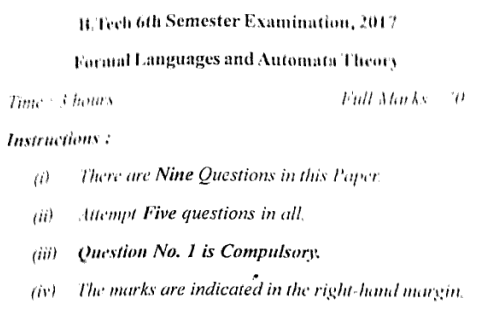 B.Tech 6th Semester Examination, 2017
Formal Languages and Automata Theory
Time : 3 hours Full Marks 0
Instructions :
(i) There are Nine Questions in this Paper.
(ii) Attempt Five questions in all.
(iii) Question No. 1 is Compulsory.
(iv) The marks are indicated in the right-hand margin.